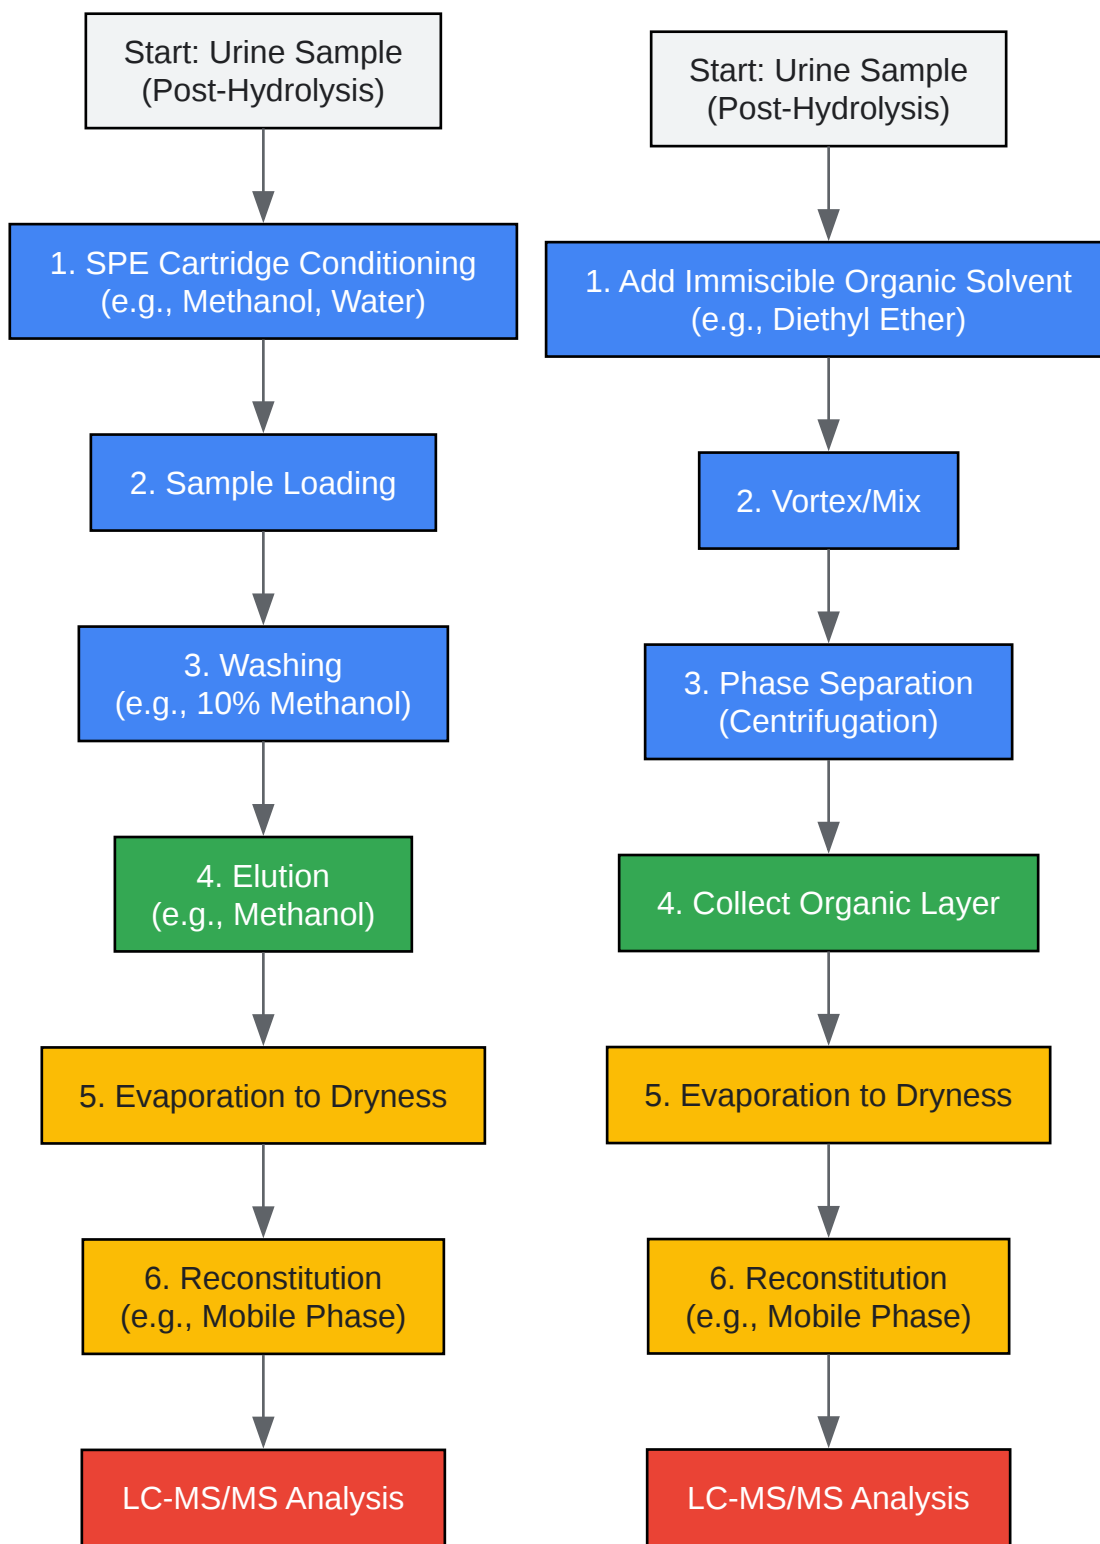 Start: Urine Sample
(Post-Hydrolysis)
1. SPE Cartridge Conditioning
(e.g., Methanol, Water)
2. Sample Loading
3. Washing
(e.g., 10% Methanol)
4. Elution
(e.g., Methanol)
5. Evaporation to Dryness
6. Reconstitution
(e.g., Mobile Phase)
LC-MS/MS Analysis
Start: Urine Sample
(Post-Hydrolysis)
1. Add Immiscible Organic Solvent
(e.g., Diethyl Ether)
2. Vortex/Mix
3. Phase Separation
(Centrifugation)
4. Collect Organic Layer
5. Evaporation to Dryness
6. Reconstitution
(e.g., Mobile Phase)
LC-MS/MS Analysis